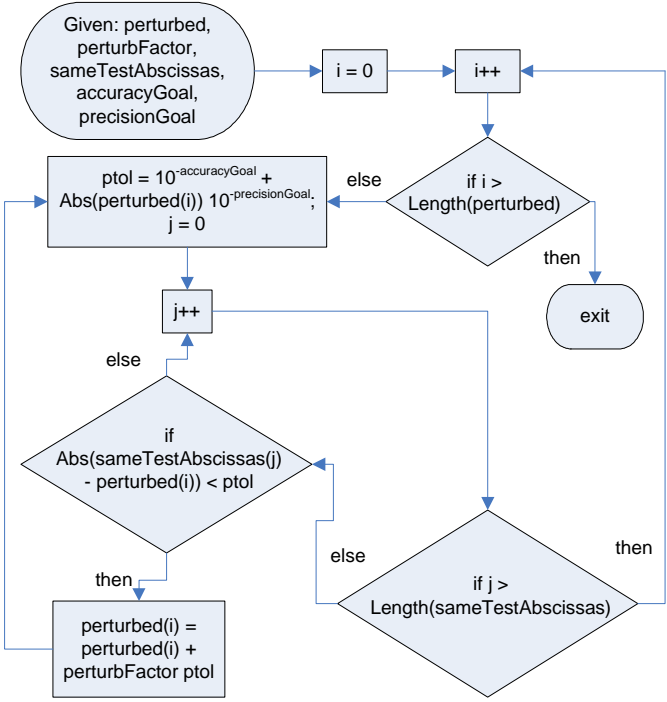 Given: perturbed,
perturbFactor,
sameTestAbscissas,
accuracyGoal,
precisionGoal
i = 0
i++
if i >
Length(perturbed)
else
then
exit
ptol = 10^-accuracyGoal +
Abs(perturbed(i)) 10^-precisionGoal;
j = 0
j++
else
if
Abs(sameTestAbscissas(j)
- perturbed(i)) < ptol
then
else
if j >
Length(sameTestAbscissas)
then
perturbed(i) =
perturbed(i) +
perturbFactor ptol